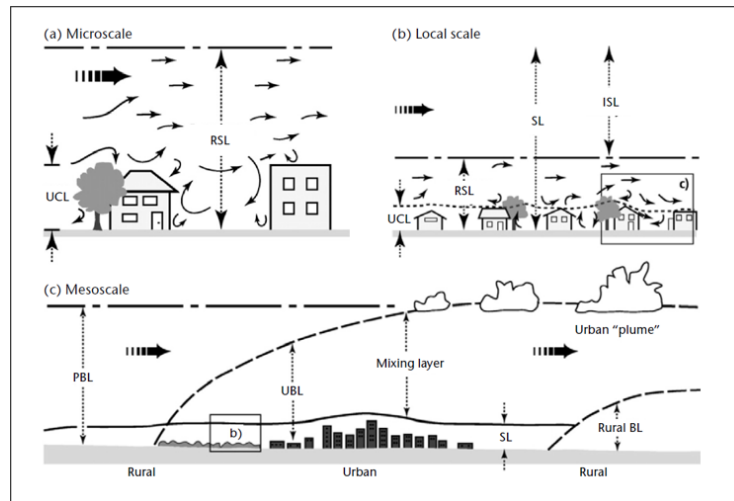 (a) Microscale
RSL
UCL
(b) Local scale
SL
ISL
RSL
c)
UCL
(c) Mesoscale
Urban “plume”
PBL
UBL
Mixing layer
b)
SL
Rural BL
Rural
Urban
Rural